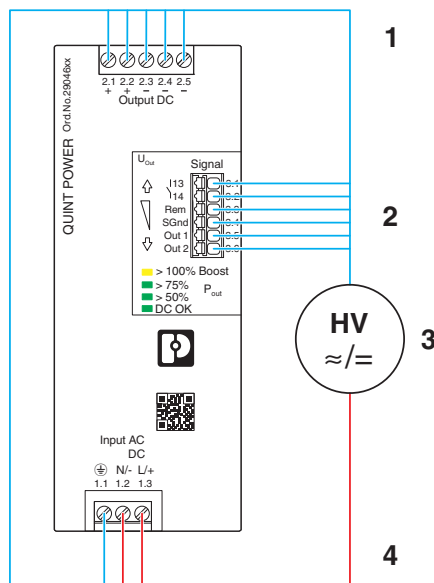 1
2.1 2.2 2.3 2.4 2.5
+ + – – –
Output DC
QUINT POWER Ord.No.29046xx
U Out
Signal
13
14
Rem
SGnd
Out 1
Out 2
2
> 100% Boost
> 75%
> 50%
DC OK
P out
HV
≈/=
3
Input AC
DC
N/- L/+
1.1 1.2 1.3
4